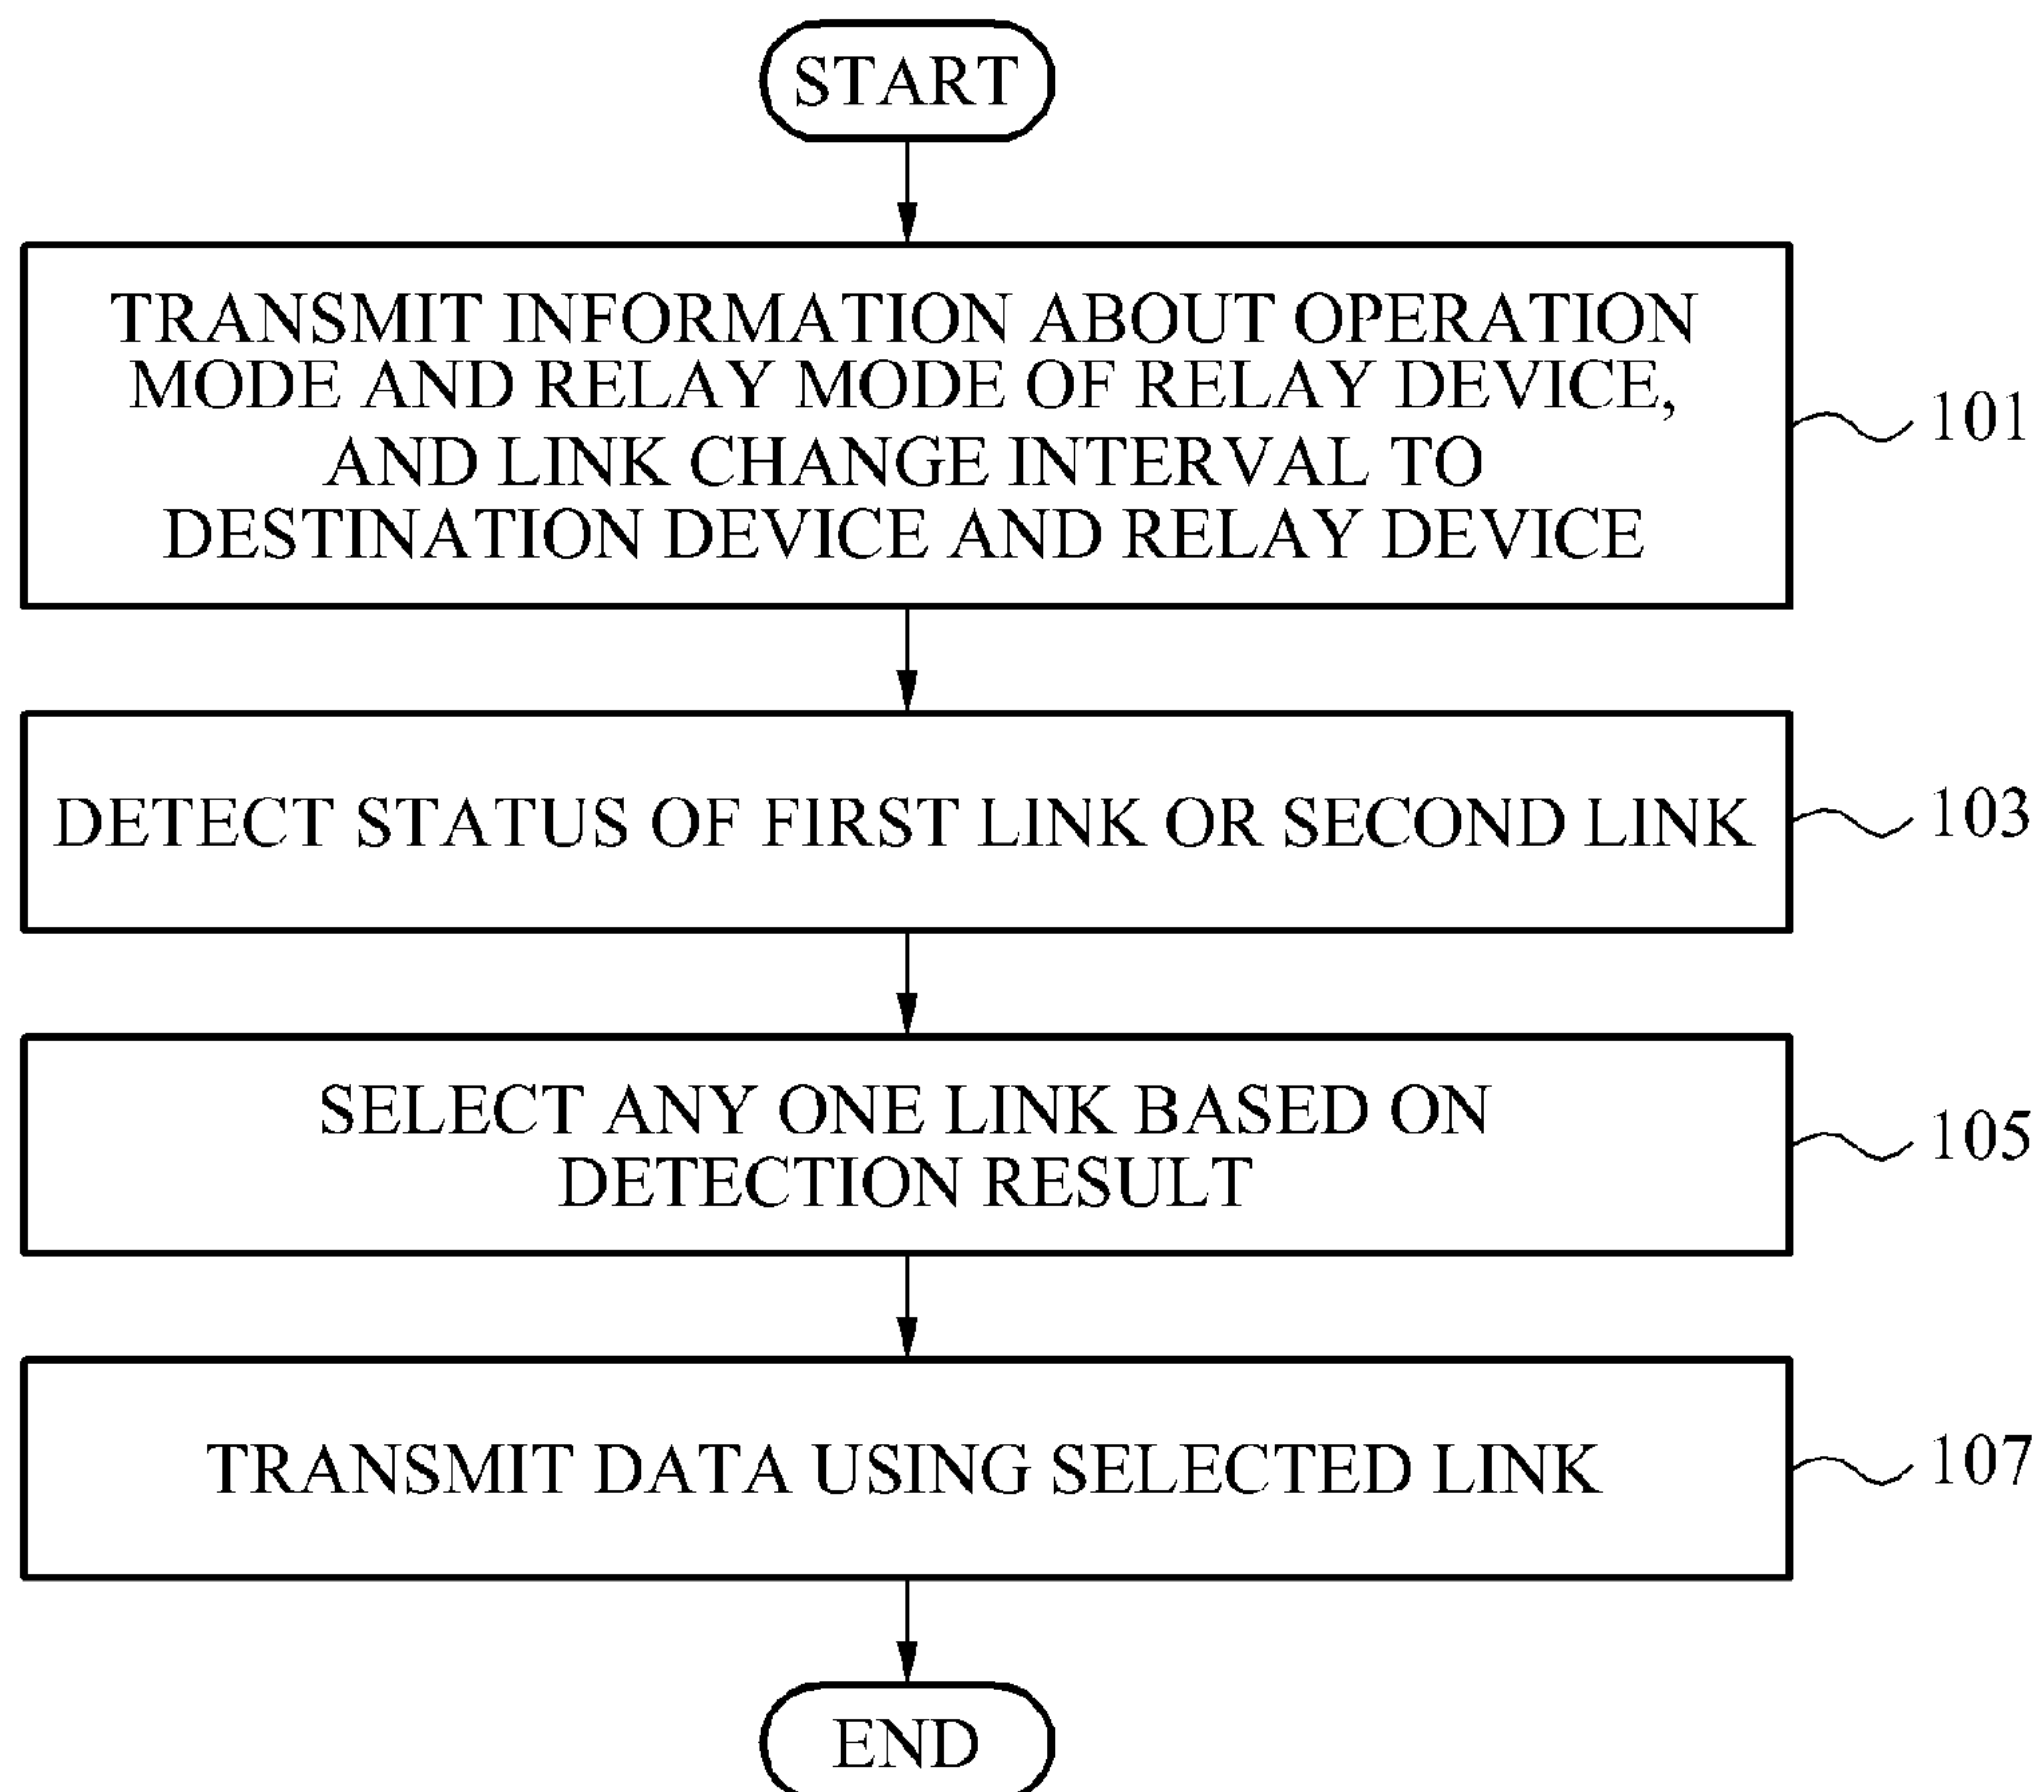 START
TRANSMIT INFORMATION ABOUT OPERATION
MODE AND RELAY MODE OF RELAY DEVICE,
AND LINK CHANGE INTERVAL TO
DESTINATION DEVICE AND RELAY DEVICE
101
DETECT STATUS OF FIRST LINK OR SECOND LINK
103
SELECT ANY ONE LINK BASED ON
DETECTION RESULT
105
TRANSMIT DATA USING SELECTED LINK
107
END